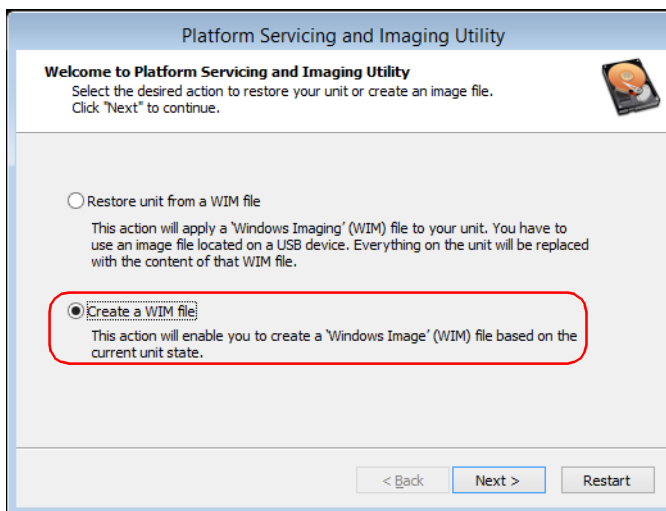 Platform Servicing and Imaging Utility
Welcome to Platform Servicing and Imaging Utility
Select the desired action to restore your unit or create an image file.
Click "Next" to continue.
Restore unit from a WIM file
This action will apply a 'Windows Imaging' (WIM) file to your unit. You have to
use an image file located on a USB device. Everything on the unit will be replaced
with the content of that WIM file.
Create a WIM file
This action will enable you to create a 'Windows Image' (WIM) file based on the
current unit state.
< Back
Next >
Restart